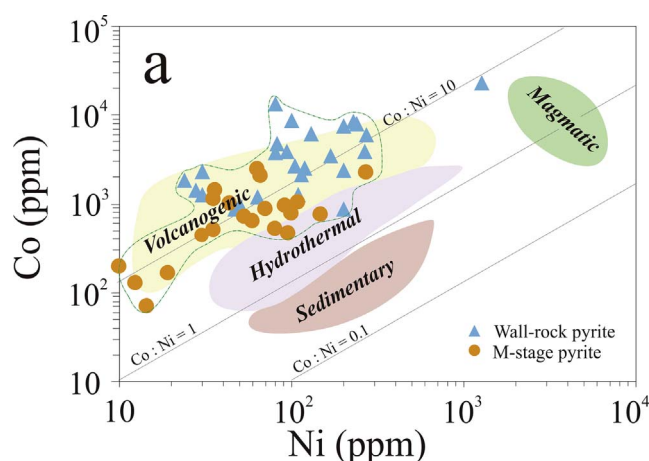 a
10^5
10^4
10^3
10^2
10
Co (ppm)
Co : Ni = 10
Magmatic
Volcanogenic
Hydrothermal
Sedimentary
Co : Ni = 1
Co : Ni = 0.1
Wall-rock pyrite
M-stage pyrite
10
10^2
10^3
10^4
Ni (ppm)